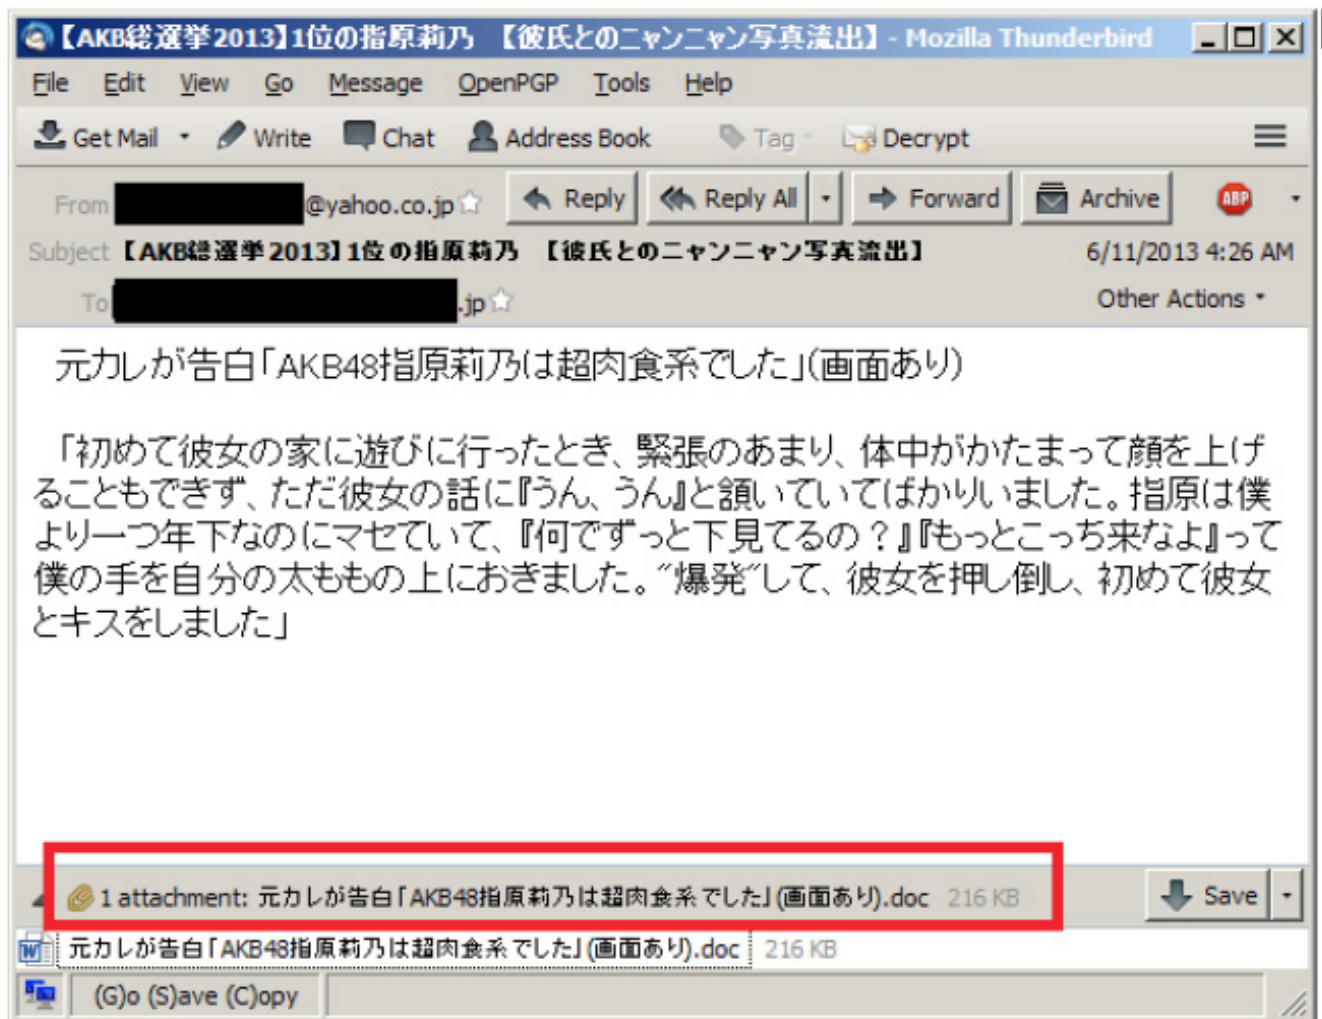 【AKB総選挙2013】1位の指原莉乃 【彼氏とのニャンニャン写真流出】 - Mozilla Thunderbird
File Edit View Go Message OpenPGP Tools Help
Get Mail Write Chat Address Book Tag Decrypt
From @yahoo.co.jp Reply Reply All Forward Archive ABP
Subject 【AKB総選挙2013】1位の指原莉乃 【彼氏とのニャンニャン写真流出】 6/11/2013 4:26 AM
To .jp Other Actions
元カレが告白「AKB48指原莉乃は超肉食系でした」(画面あり)
「初めて彼女の家に遊びに行ったとき、緊張のあまり、体中がかたまって顔を上げ
ることもできず、ただ彼女の話に『うん、うん』と頷いていてばかりいました。指原は僕
より一つ年下なのにマセていて、『何でずっと下見てるの?』『もっとこっち来なよ』って
僕の手を自分の太ももの上におきました。“爆発”して、彼女を押し倒し、初めて彼女
とキスをしました」
1 attachment: 元カレが告白「AKB48指原莉乃は超肉食系でした」(画面あり).doc 216 KB Save
元カレが告白「AKB48指原莉乃は超肉食系でした」(画面あり).doc 216 KB
(G)o (S)ave (C)opy